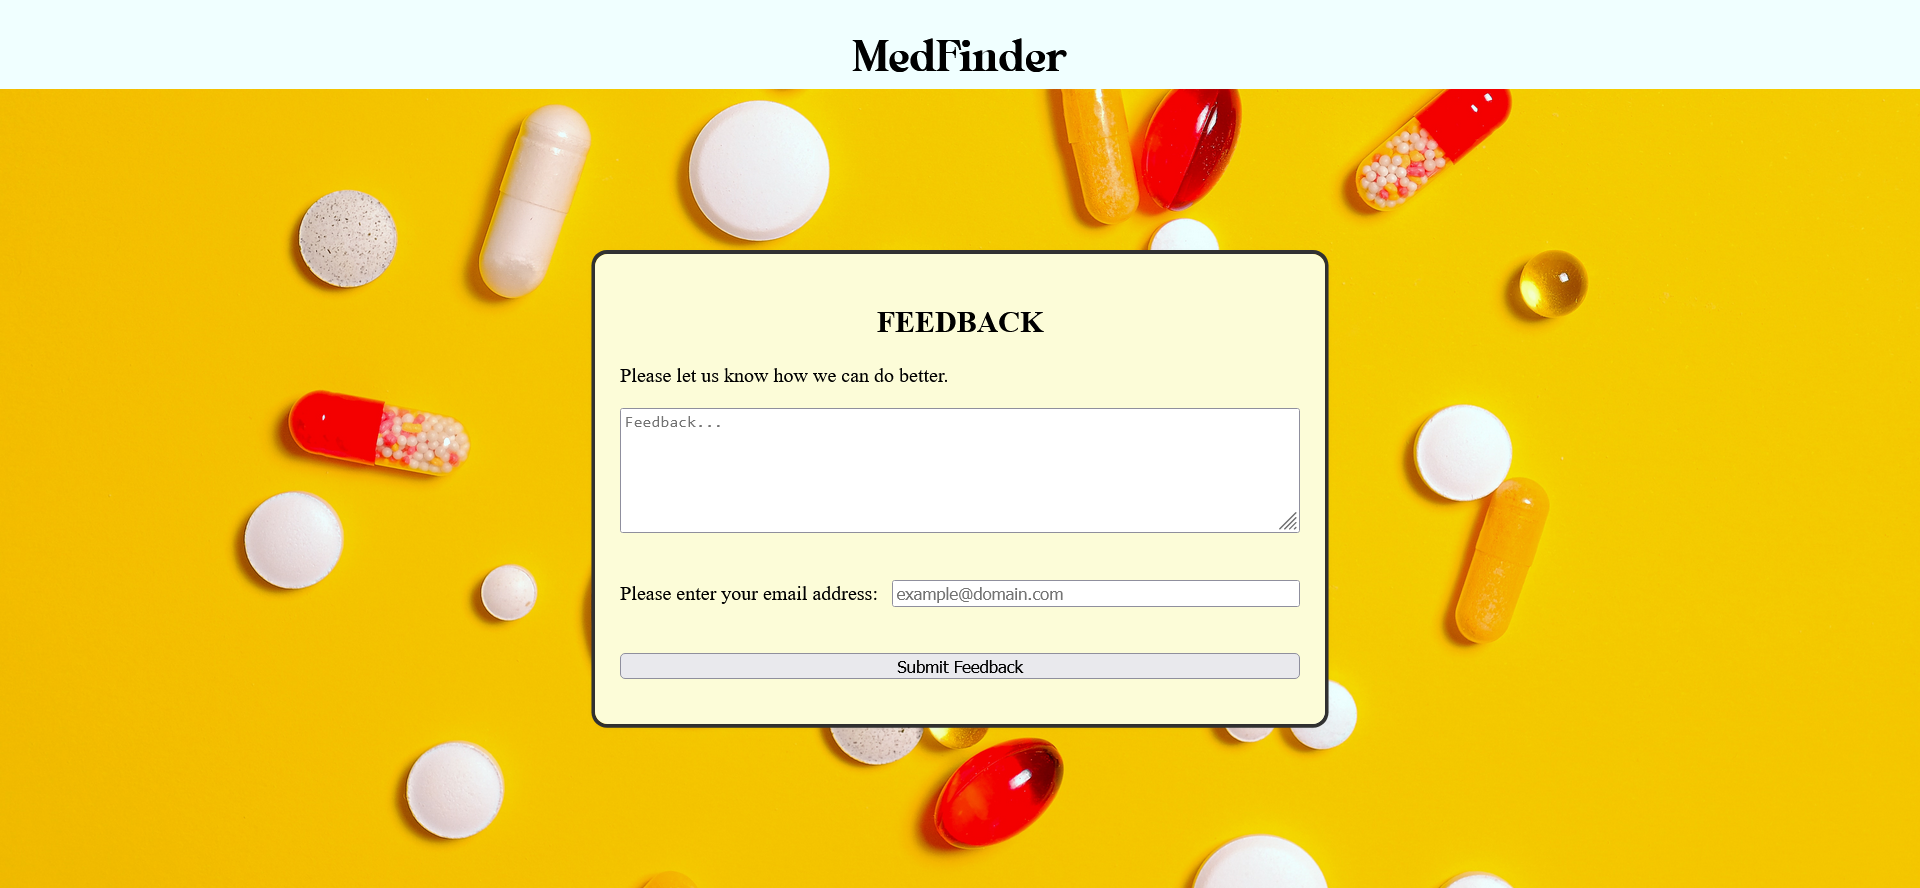 MedFinder
FEEDBACK
Please let us know how we can do better.
Feedback...
Please enter your email address: example@domain.com
Submit Feedback